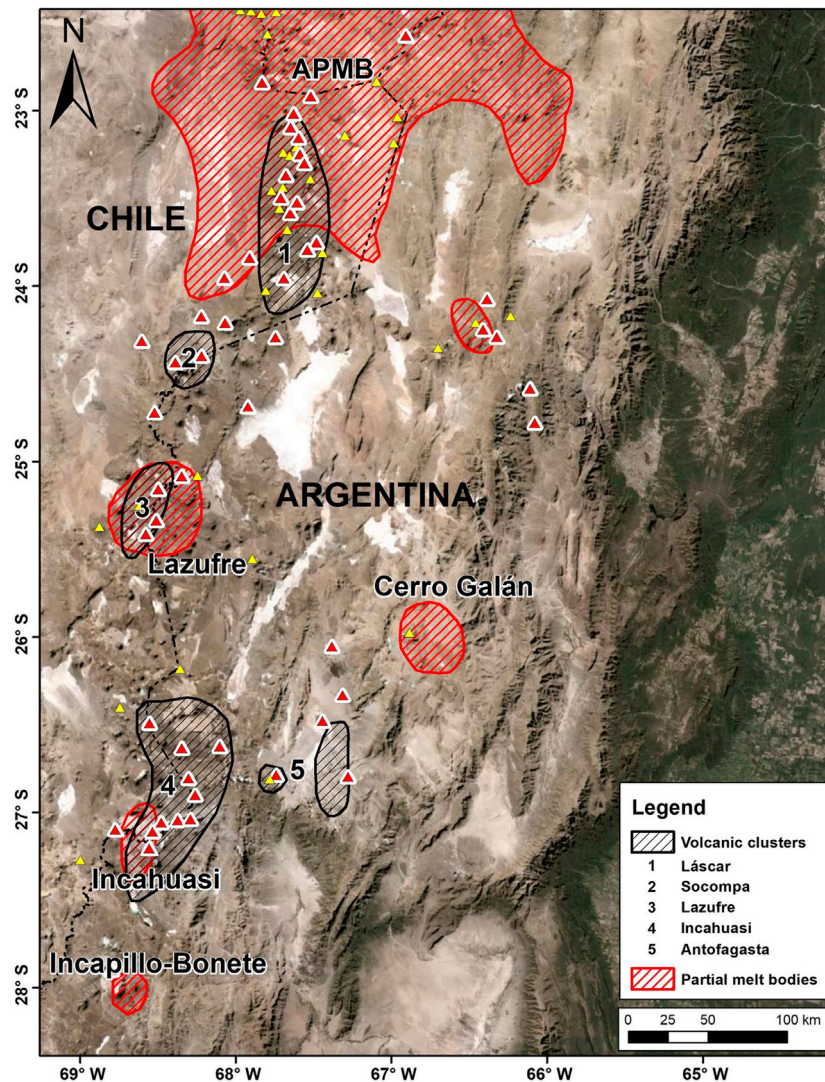 N
APMB
23° S
CHILE
1
24° S
2
25° S
ARGENTINA
3
Lazufre
Cerro Galán
26° S
5
4
27° S
Incahuasi
Incapillo-Bonete
28° S
Legend
Volcanic clusters
1 Láscar
2 Socompa
3 Lazufre
4 Incahuasi
5 Antofagasta
Partial melt bodies
0 25 50 100 km
69° W 68° W 67° W 66° W 65° W